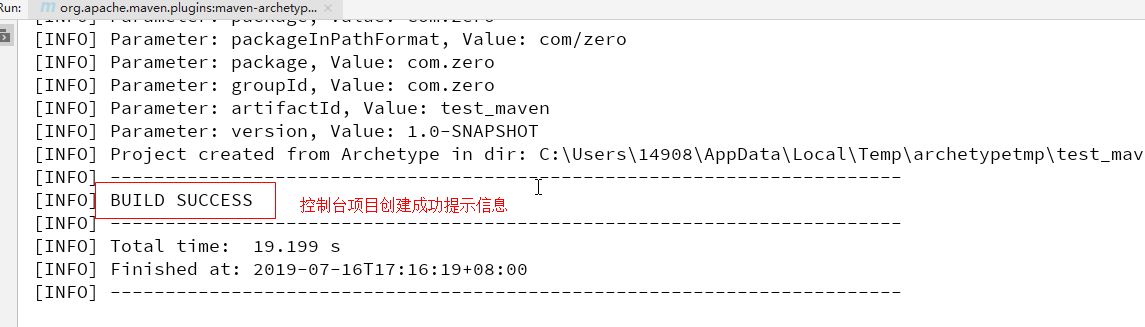 Run: m org.apache.maven.plugins:maven-archetyp... ×
[INFO] Parameter: package, Value: com.zero
[INFO] Parameter: packageInPathFormat, Value: com/zero
[INFO] Parameter: package, Value: com.zero
[INFO] Parameter: groupId, Value: com.zero
[INFO] Parameter: artifactId, Value: test_maven
[INFO] Parameter: version, Value: 1.0-SNAPSHOT
[INFO] Project created from Archetype in dir: C:\Users\14908\AppData\Local\Temp\archetypetmp\test_mav
[INFO] ------------------------------------------------------------------------
[INFO] BUILD SUCCESS 控制台项目创建成功提示信息
[INFO] ------------------------------------------------------------------------
[INFO] Total time:  19.199 s
[INFO] Finished at: 2019-07-16T17:16:19+08:00
[INFO] ------------------------------------------------------------------------